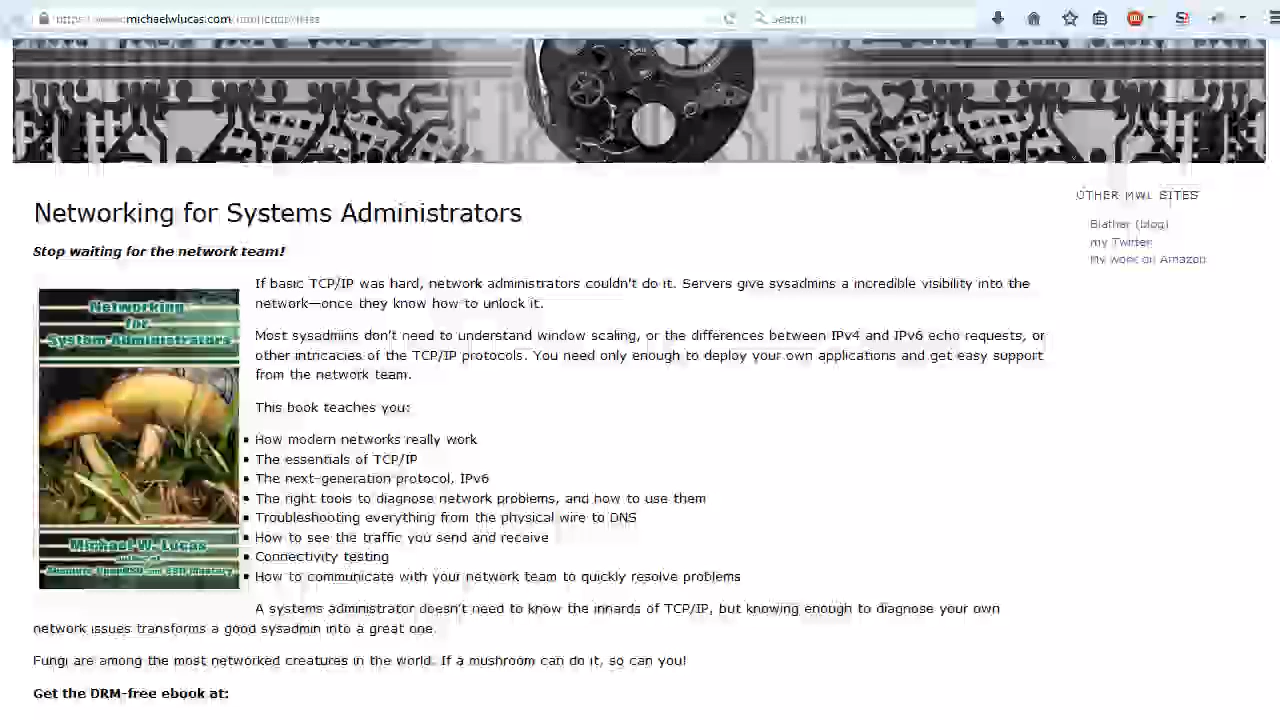 michaelwlucas.com
Search
Networking for Systems Administrators
OTHER MWL SITES
Blather (blog)
my Twitter
My work on Amazon
Stop waiting for the network team!
Networking
for
System Administrators
Michael W. Lucas
author of
Absolute OpenBSD and SSH Mastery
If basic TCP/IP was hard, network administrators couldn't do it. Servers give sysadmins a incredible visibility into the
network—once they know how to unlock it.
Most sysadmins don't need to understand window scaling, or the differences between IPv4 and IPv6 echo requests, or
other intricacies of the TCP/IP protocols. You need only enough to deploy your own applications and get easy support
from the network team.
This book teaches you:
• How modern networks really work
• The essentials of TCP/IP
• The next-generation protocol, IPv6
• The right tools to diagnose network problems, and how to use them
• Troubleshooting everything from the physical wire to DNS
• How to see the traffic you send and receive
• Connectivity testing
• How to communicate with your network team to quickly resolve problems
A systems administrator doesn't need to know the innards of TCP/IP, but knowing enough to diagnose your own
network issues transforms a good sysadmin into a great one.
Fungi are among the most networked creatures in the world. If a mushroom can do it, so can you!
Get the DRM-free ebook at: